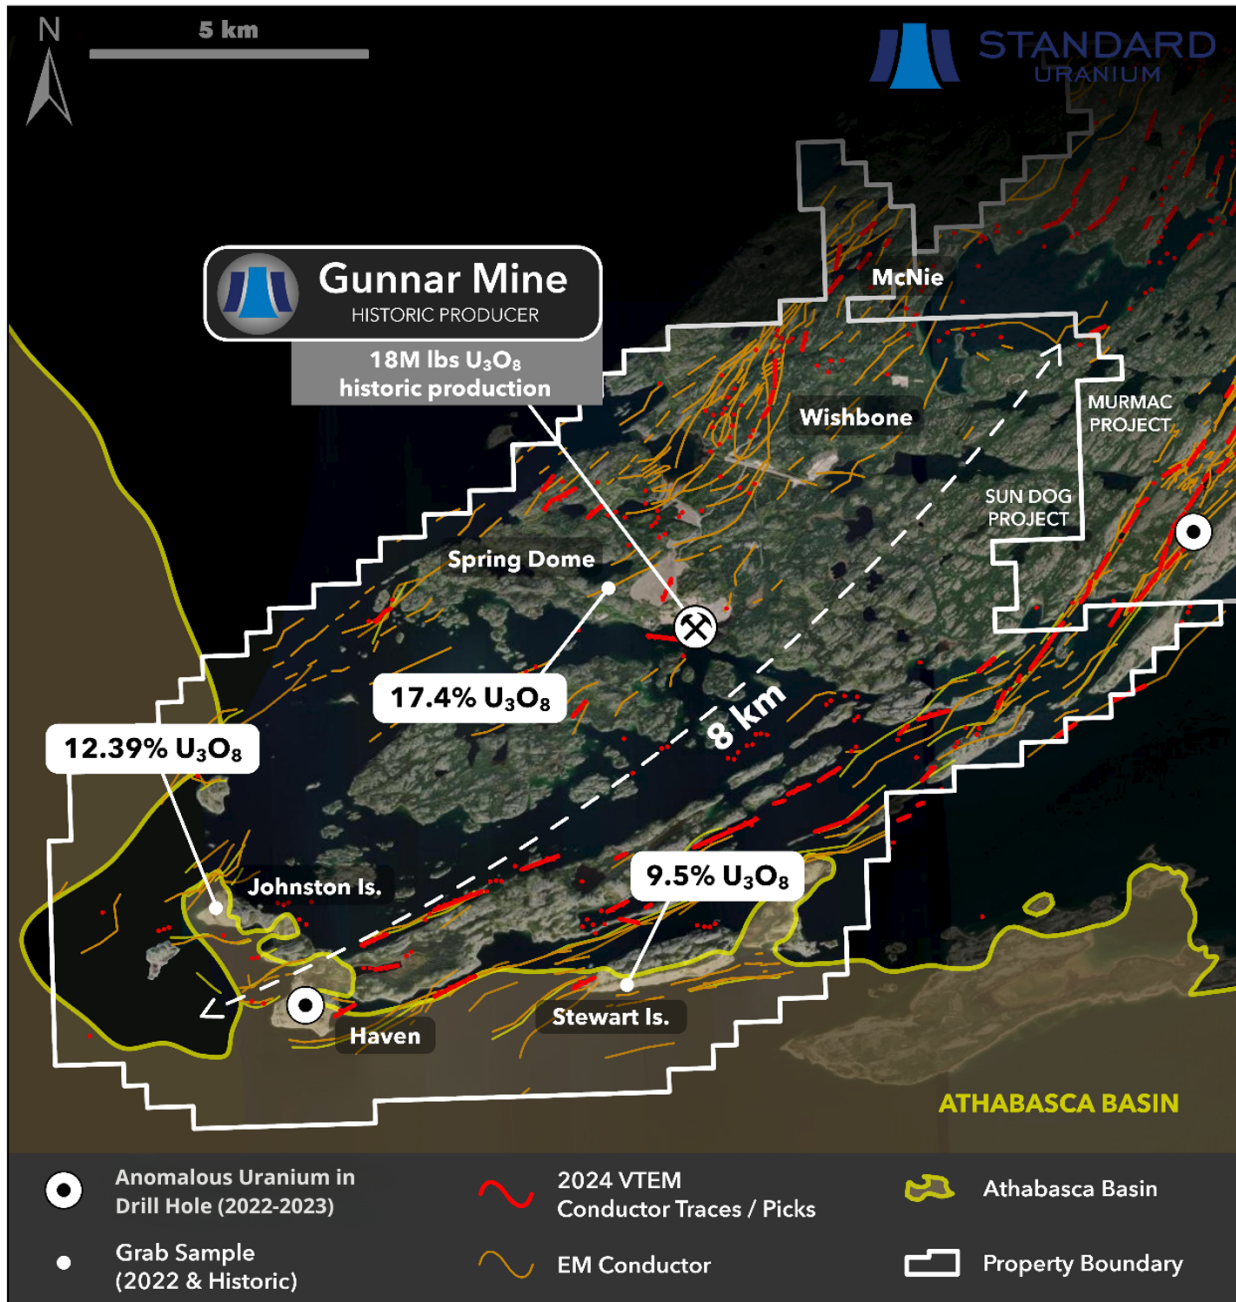 N
5 km
STANDARD
URANIUM
Gunnar Mine
HISTORIC PRODUCER
18M lbs U₃O₈
historic production
McNie
Wishbone
MURMAC
PROJECT
SUN DOG
PROJECT
Spring Dome
17.4% U₃O₈
8 km
12.39% U₃O₈
Johnston Is.
9.5% U₃O₈
Stewart Is.
Haven
ATHABASCA BASIN
Anomalous Uranium in
Drill Hole (2022-2023)
2024 VTEM
Conductor Traces / Picks
Athabasca Basin
Grab Sample
(2022 & Historic)
EM Conductor
Property Boundary